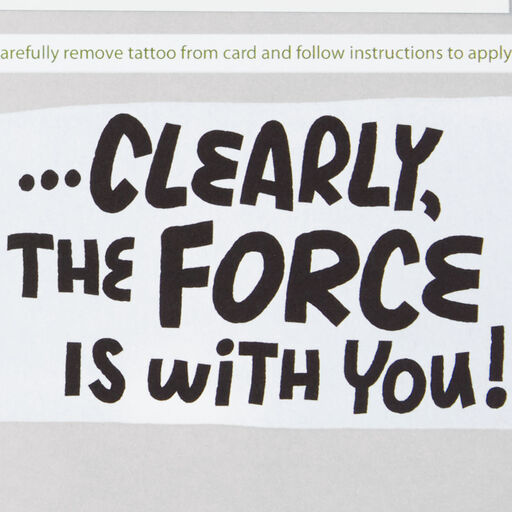 arefully remove tattoo from card and follow instructions to apply
...CLEARLY,
THE FORCE
IS WITH YOU!